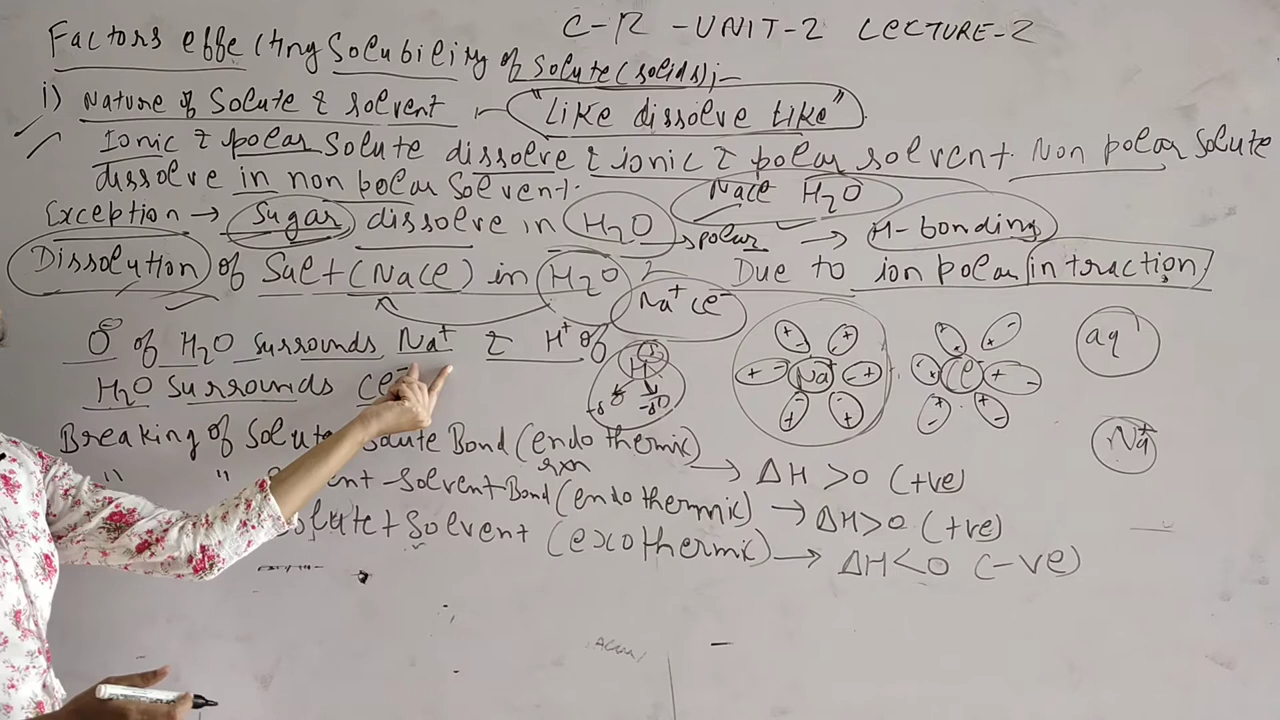 C-R - UNIT-2 LECTURE-2
Factors effecting Solubility of Solute (solids);-
i) Nature of Solute & solvent :- "Like dissolve Like".
Ionic & polar Solute dissolve & ionic & polar solvent. Non polar Solute
dissolve in non polar Solvent.
NaCl H2O
Exception → Sugar dissolve in H2O → polar → H-bonding
Dissolution of Salt (NaCl) in H2O ? Due to ion polar intraction
Na+ Cl-
O of H2O Surrounds Na+ & H+ of
H2O Surrounds Cl-
H
-δ -δO
+ + + - Na+ - + + +
- - + Cl + - + -
aq
Na+
Breaking of Solute Solute Bond (endothermic) → ΔH >0 (+ve)
rxn
" " -Solvent Bond (endothermic) → ΔH>0 (+ve)
Solute + Solvent (exothermic) → ΔH<0 (-ve)